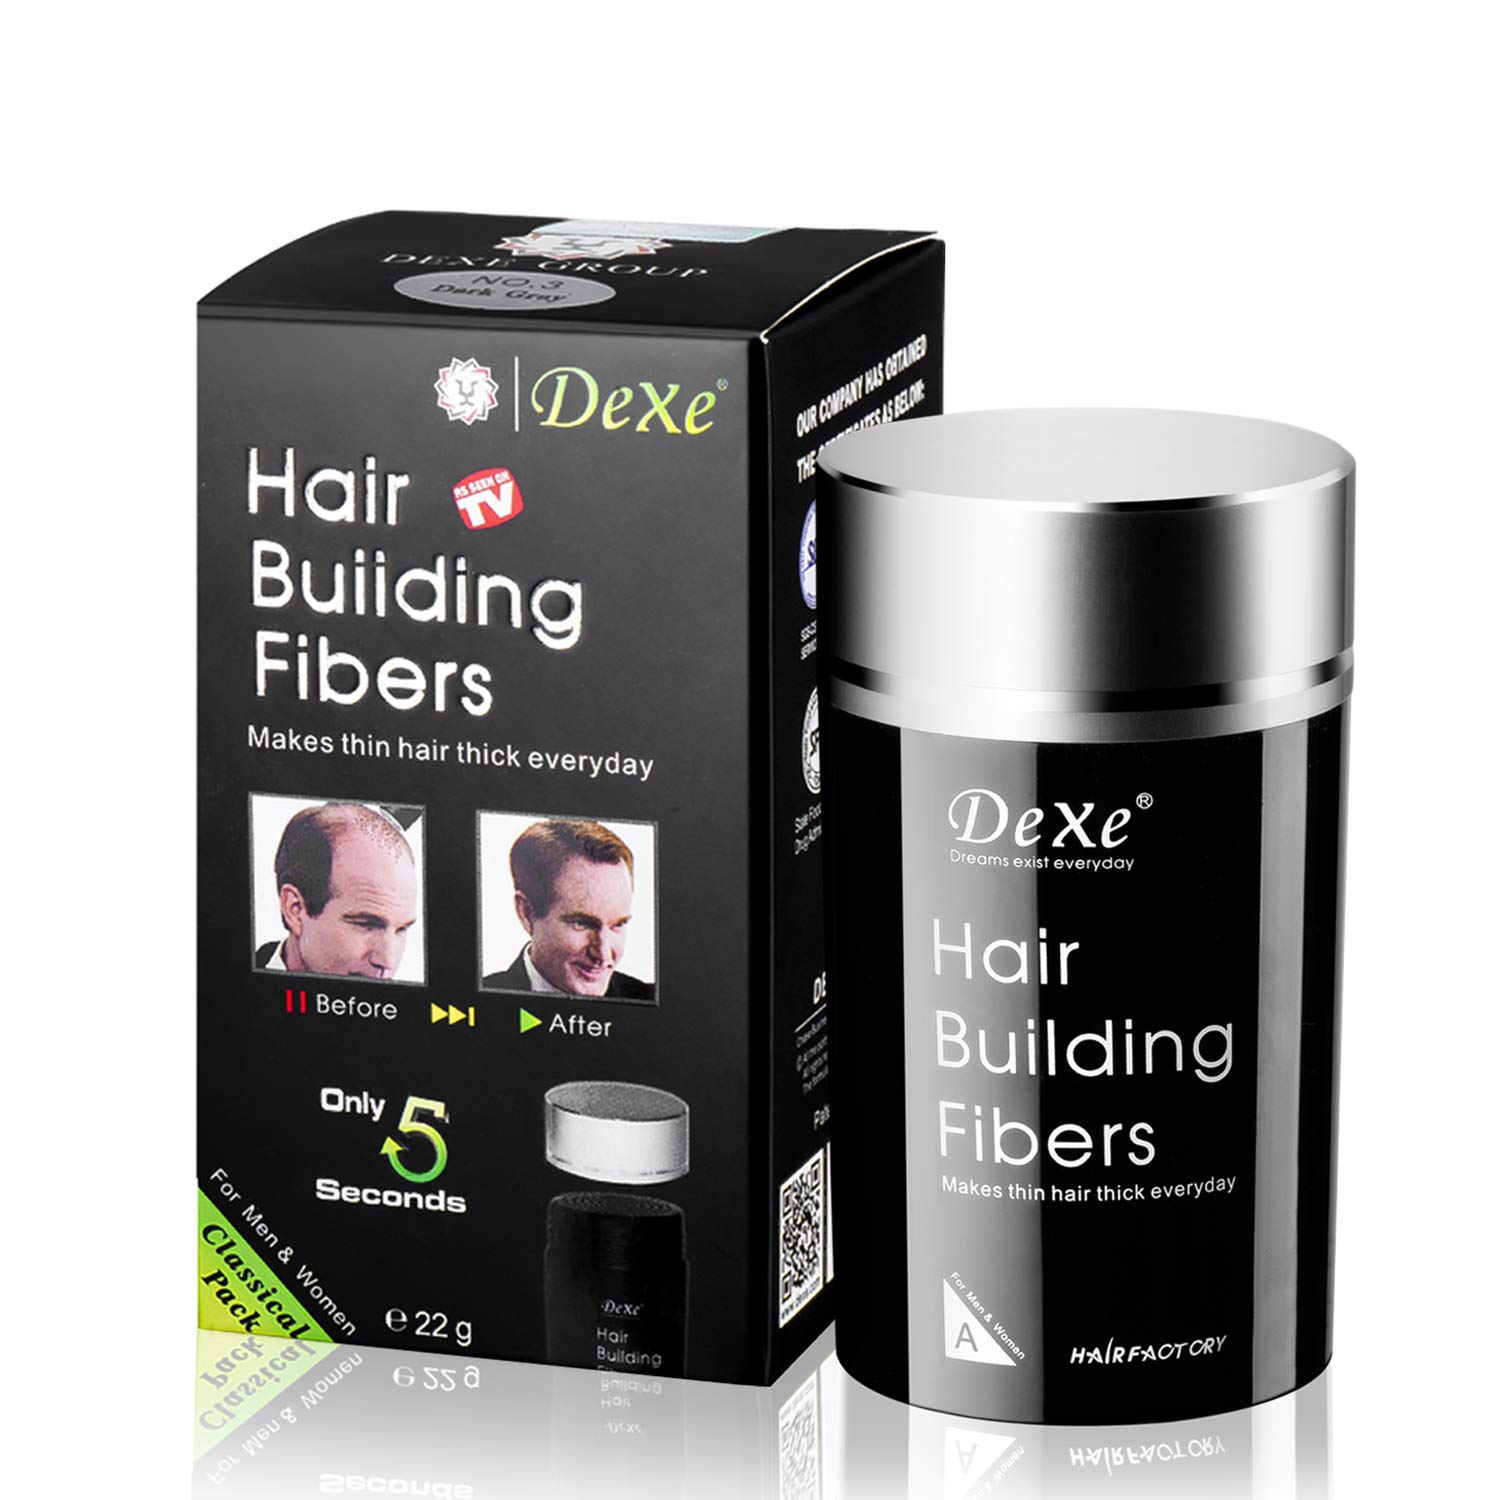 DEXE GROUP
NO.3
Dark Gray
DeXe®
Hair
AS SEEN ON
TV
Buiiding
Fibers
Makes thin hair thick everyday
Before
After
Only 5
Seconds
For Men & Women
Classical
Pack
e 22 g
DeXe
Hair
Building
OUR COMPANY HAS OBTAINED
AS BELOW:
DeXe®
Dreams exist everyday
Hair
Building
Fibers
Makes thin hair thick everyday
For Men & Women
A
HAIRFACTORY